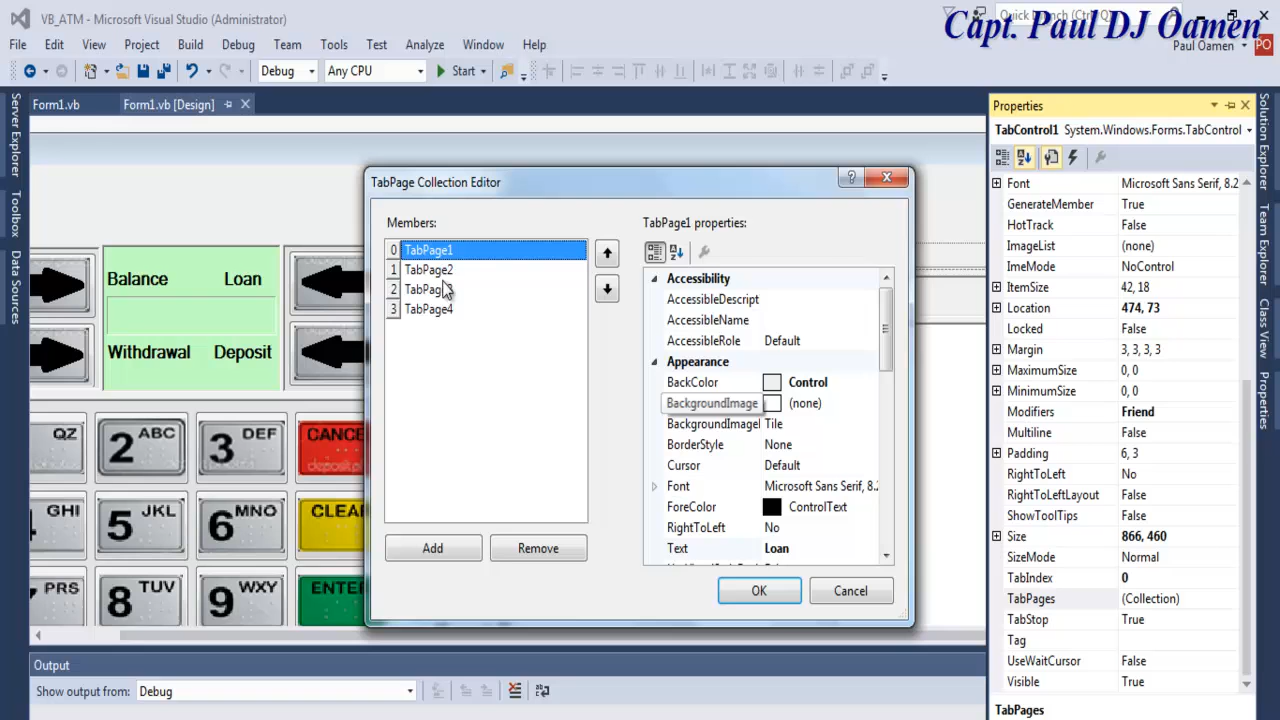 VB_ATM - Microsoft Visual Studio (Administrator)
Capt. Paul DJ Oamen
File Edit View Project Build Debug Team Tools Test Analyze Window Help
Paul Oamen PO
Debug Any CPU Start
Form1.vb Form1.vb [Design]
Server Explorer
Toolbox
Data Sources
Balance Loan
Withdrawal Deposit
QZ 2 ABC 3 DEF CANCE
GHI 5 JKL 6 MNO CLEA
PRS 8 TUV 9 WXY ENTE
TabPage Collection Editor
Members:
0 TabPage1
1 TabPage2
2 TabPag
3 TabPage4
Add Remove
TabPage1 properties:
Accessibility
AccessibleDescript
AccessibleName
AccessibleRole Default
Appearance
BackColor Control
BackgroundImage (none)
BackgroundImageI Tile
BorderStyle None
Cursor Default
Font Microsoft Sans Serif, 8.2
ForeColor ControlText
RightToLeft No
Text Loan
OK Cancel
Output
Show output from: Debug
Properties
TabControl1 System.Windows.Forms.TabControl
Font Microsoft Sans Serif, 8.2
GenerateMember True
HotTrack False
ImageList (none)
ImeMode NoControl
ItemSize 42, 18
Location 474, 73
Locked False
Margin 3, 3, 3, 3
MaximumSize 0, 0
MinimumSize 0, 0
Modifiers Friend
Multiline False
Padding 6, 3
RightToLeft No
RightToLeftLayout False
ShowToolTips False
Size 866, 460
SizeMode Normal
TabIndex 0
TabPages (Collection)
TabStop True
Tag
UseWaitCursor False
Visible True
TabPages
Solution Explorer
Team Explorer
Class View
Properties